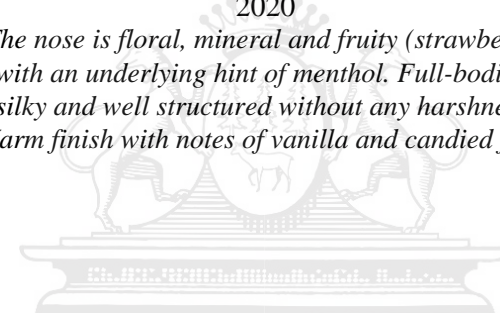 2020
he nose is floral, mineral and fruity (strawbe
with an underlying hint of menthol. Full-bodi
silky and well structured without any harshne
arm finish with notes of vanilla and candied